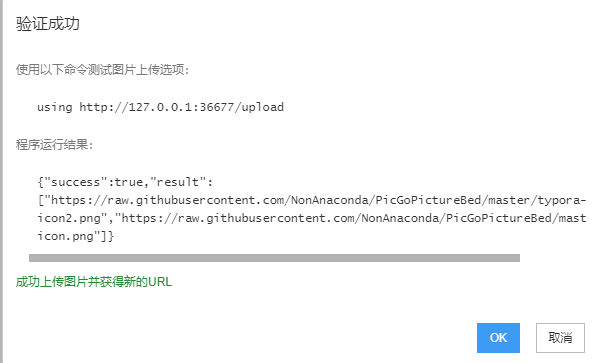 验证成功
使用以下命令测试图片上传选项:
using http://127.0.0.1:36677/upload
程序运行结果:
{"success":true,"result":
["https://raw.githubusercontent.com/NonAnaconda/PicGoPictureBed/master/typora-
icon2.png","https://raw.githubusercontent.com/NonAnaconda/PicGoPictureBed/mast
icon.png"]}
成功上传图片并获得新的URL
OK 取消